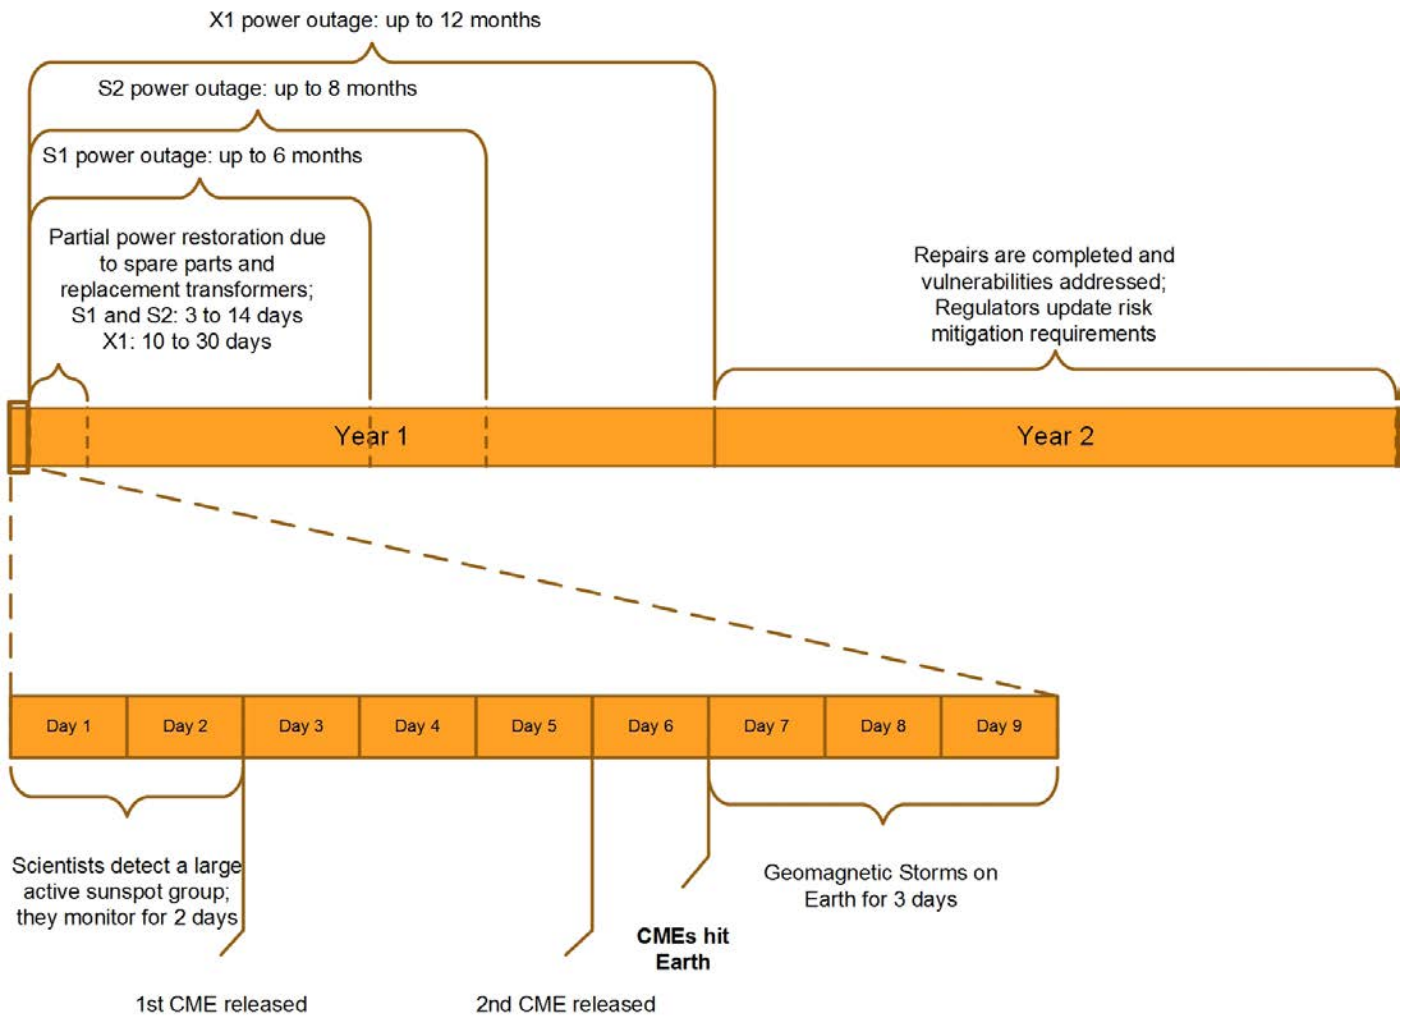 X1 power outage: up to 12 months
S2 power outage: up to 8 months
S1 power outage: up to 6 months
Partial power restoration due
to spare parts and
replacement transformers;
S1 and S2: 3 to 14 days
X1: 10 to 30 days
Repairs are completed and
vulnerabilities addressed;
Regulators update risk
mitigation requirements
Year 1
Year 2
Day 1
Day 2
Day 3
Day 4
Day 5
Day 6
Day 7
Day 8
Day 9
Scientists detect a large
active sunspot group;
they monitor for 2 days
1st CME released
2nd CME released
CMEs hit
Earth
Geomagnetic Storms on
Earth for 3 days